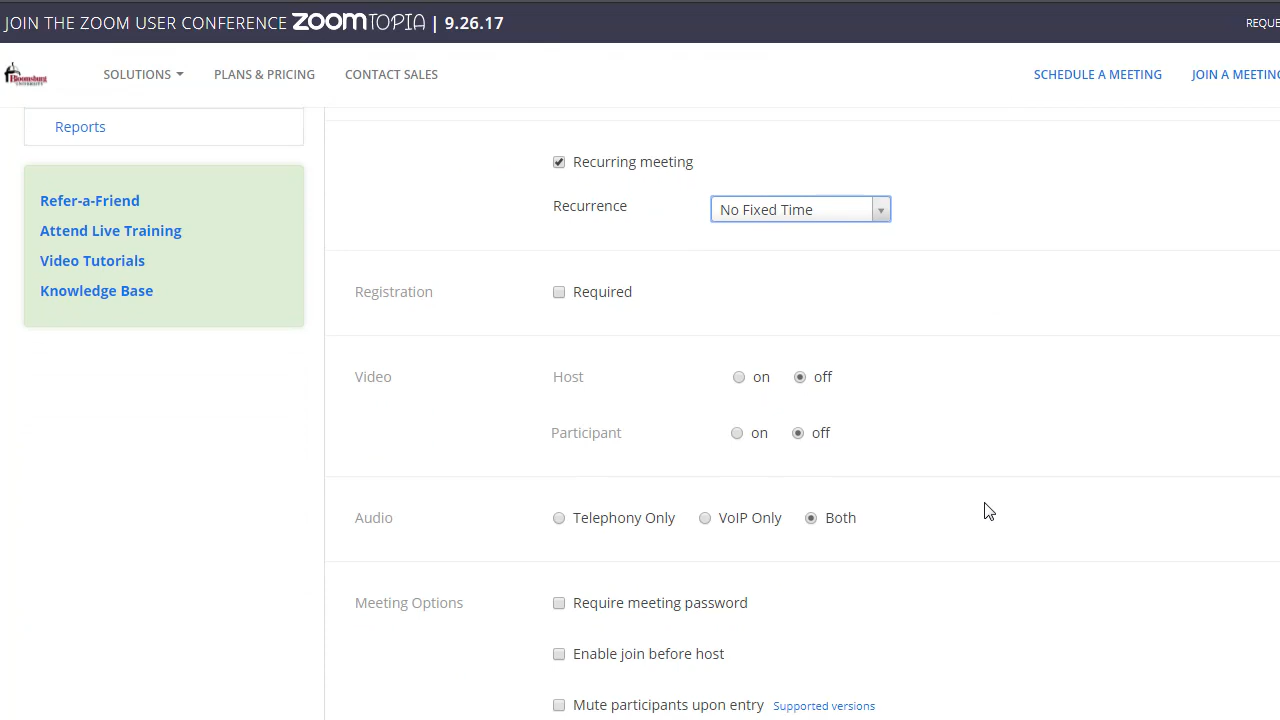 JOIN THE ZOOM USER CONFERENCE ZOOMTOPIA | 9.26.17
REQUE
Bloomsburg
UNIVERSITY
SOLUTIONS
PLANS & PRICING
CONTACT SALES
SCHEDULE A MEETING
JOIN A MEETING
Reports
Refer-a-Friend
Attend Live Training
Video Tutorials
Knowledge Base
Recurring meeting
Recurrence No Fixed Time
Registration Required
Video Host on off
Participant on off
Audio Telephony Only VoIP Only Both
Meeting Options Require meeting password
Enable join before host
Mute participants upon entry Supported versions